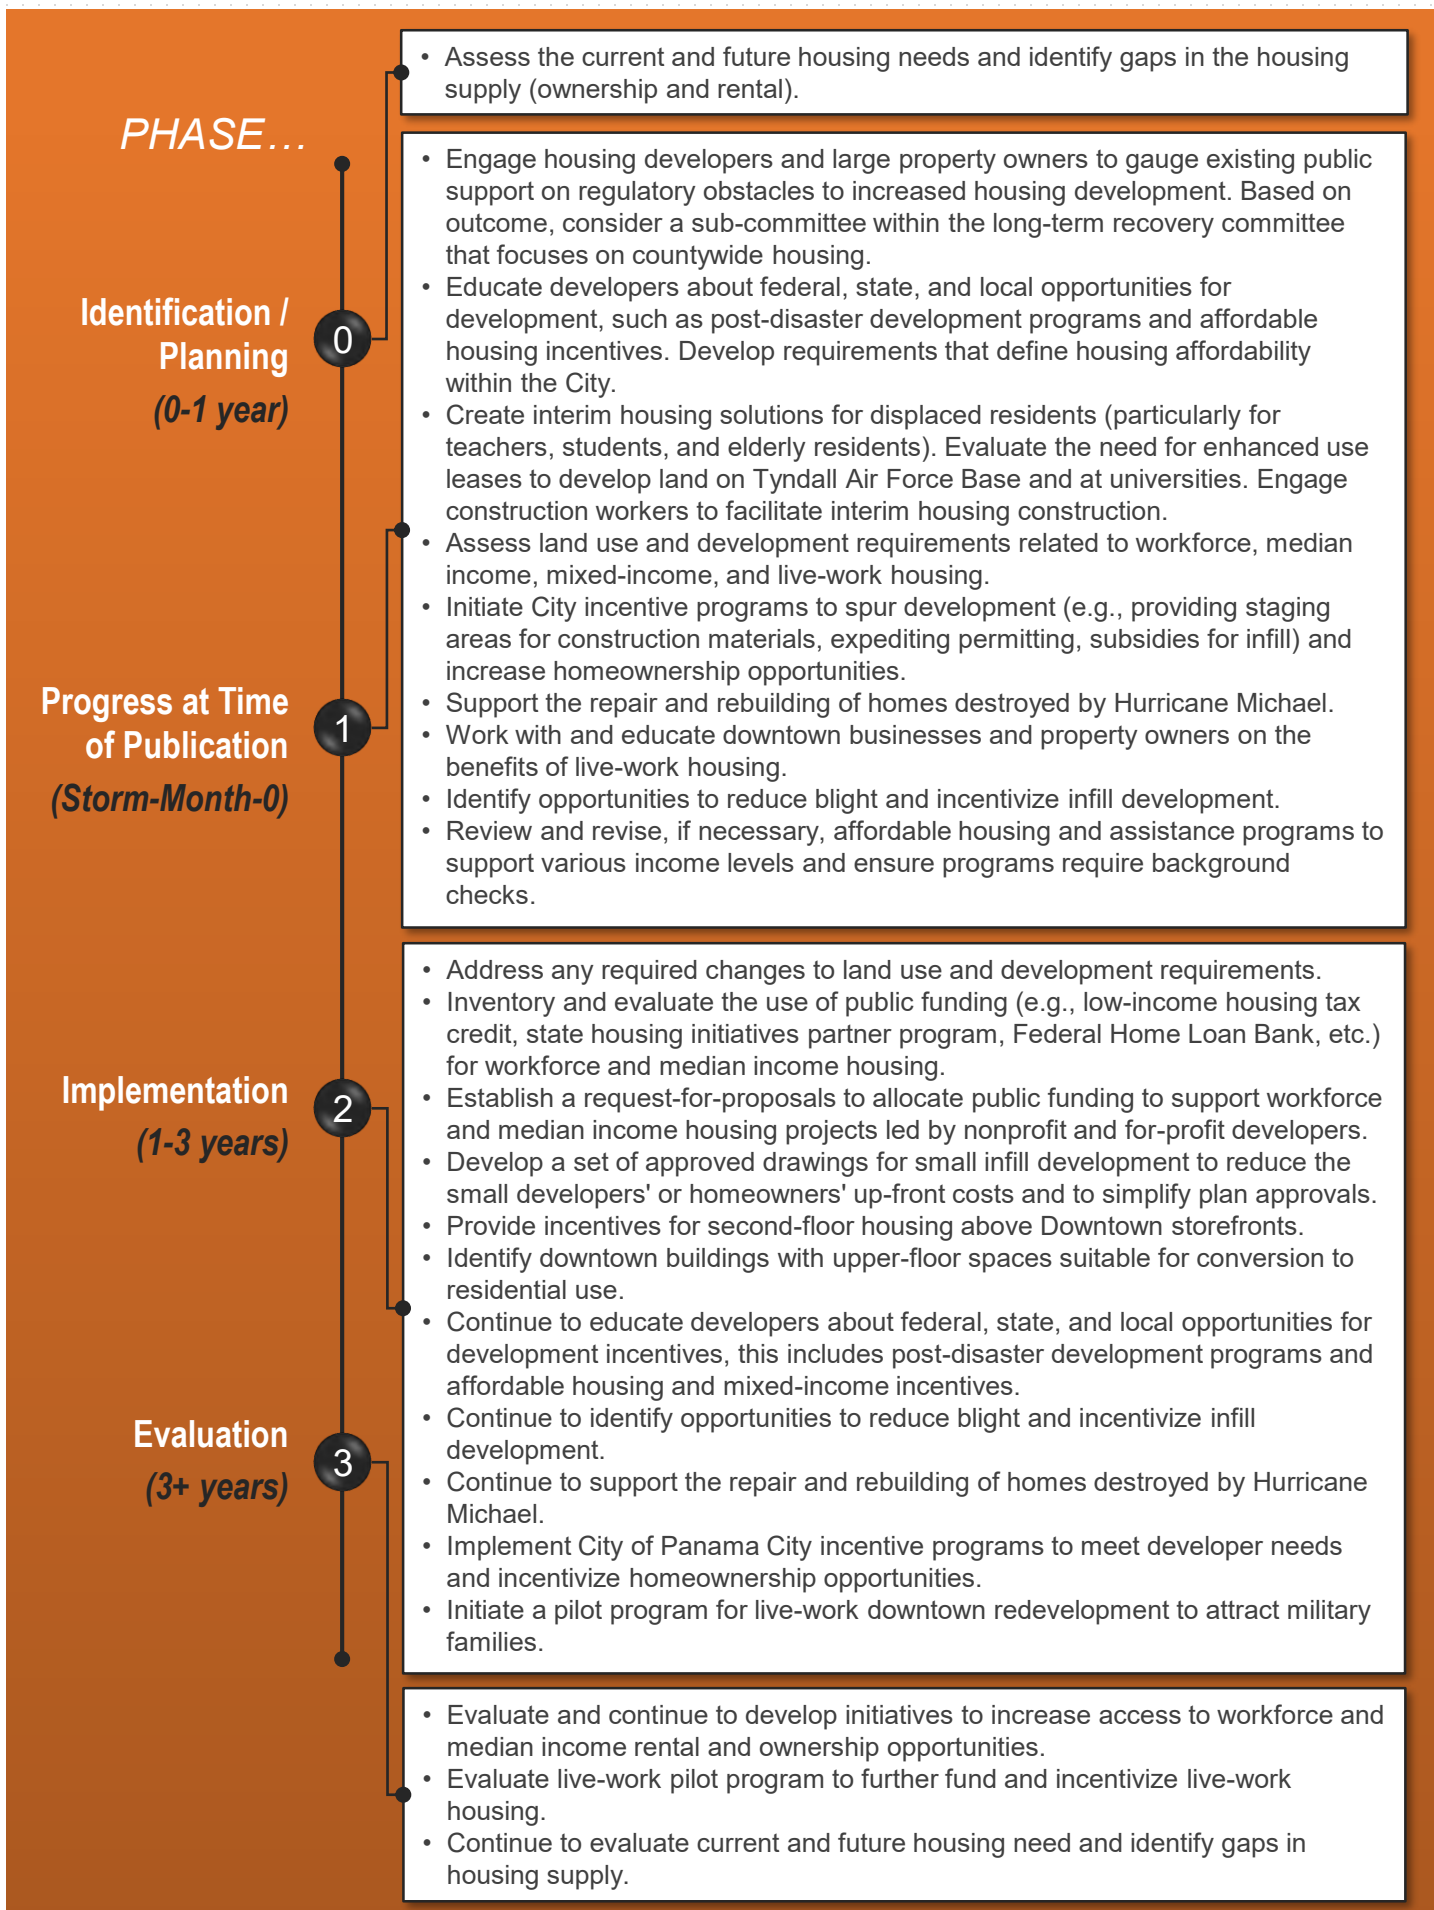 PHASE…
Identification /
Planning
(0-1 year)
0
• Assess the current and future housing needs and identify gaps in the housing
supply (ownership and rental).
Progress at Time
of Publication
(Storm-Month-0)
1
• Engage housing developers and large property owners to gauge existing public
support on regulatory obstacles to increased housing development. Based on
outcome, consider a sub-committee within the long-term recovery committee
that focuses on countywide housing.
• Educate developers about federal, state, and local opportunities for
development, such as post-disaster development programs and affordable
housing incentives. Develop requirements that define housing affordability
within the City.
• Create interim housing solutions for displaced residents (particularly for
teachers, students, and elderly residents). Evaluate the need for enhanced use
leases to develop land on Tyndall Air Force Base and at universities. Engage
construction workers to facilitate interim housing construction.
• Assess land use and development requirements related to workforce, median
income, mixed-income, and live-work housing.
• Initiate City incentive programs to spur development (e.g., providing staging
areas for construction materials, expediting permitting, subsidies for infill) and
increase homeownership opportunities.
• Support the repair and rebuilding of homes destroyed by Hurricane Michael.
• Work with and educate downtown businesses and property owners on the
benefits of live-work housing.
• Identify opportunities to reduce blight and incentivize infill development.
• Review and revise, if necessary, affordable housing and assistance programs to
support various income levels and ensure programs require background
checks.
Implementation
(1-3 years)
2
• Address any required changes to land use and development requirements.
• Inventory and evaluate the use of public funding (e.g., low-income housing tax
credit, state housing initiatives partner program, Federal Home Loan Bank, etc.)
for workforce and median income housing.
• Establish a request-for-proposals to allocate public funding to support workforce
and median income housing projects led by nonprofit and for-profit developers.
• Develop a set of approved drawings for small infill development to reduce the
small developers' or homeowners' up-front costs and to simplify plan approvals.
• Provide incentives for second-floor housing above Downtown storefronts.
• Identify downtown buildings with upper-floor spaces suitable for conversion to
residential use.
• Continue to educate developers about federal, state, and local opportunities for
development incentives, this includes post-disaster development programs and
affordable housing and mixed-income incentives.
• Continue to identify opportunities to reduce blight and incentivize infill
development.
• Continue to support the repair and rebuilding of homes destroyed by Hurricane
Michael.
• Implement City of Panama City incentive programs to meet developer needs
and incentivize homeownership opportunities.
• Initiate a pilot program for live-work downtown redevelopment to attract military
families.
Evaluation
(3+ years)
3
• Evaluate and continue to develop initiatives to increase access to workforce and
median income rental and ownership opportunities.
• Evaluate live-work pilot program to further fund and incentivize live-work
housing.
• Continue to evaluate current and future housing need and identify gaps in
housing supply.